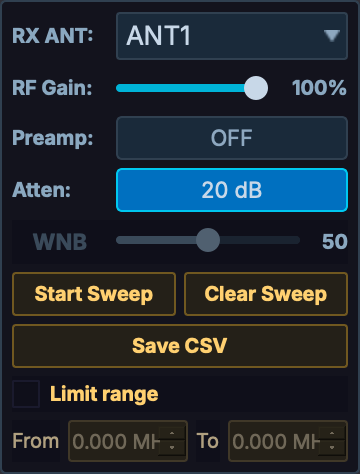 RX ANT: ANT1
RF Gain: 100%
Preamp: OFF
Atten: 20 dB
WNB 50
Start Sweep Clear Sweep
Save CSV
Limit range
From 0.000 MH To 0.000 MH